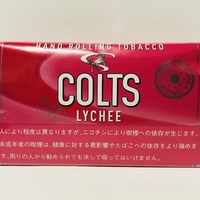 HAND ROLLING TOBACCO
COLTS
LYCHEE
人により程度は異なりますが、ニコチンにより喫煙への依存が生じます。
未成年者の喫煙は、健康に対する悪影響やたばこへの依存をより強めま
す。周りの人から勧められても決して吸ってはいけません。